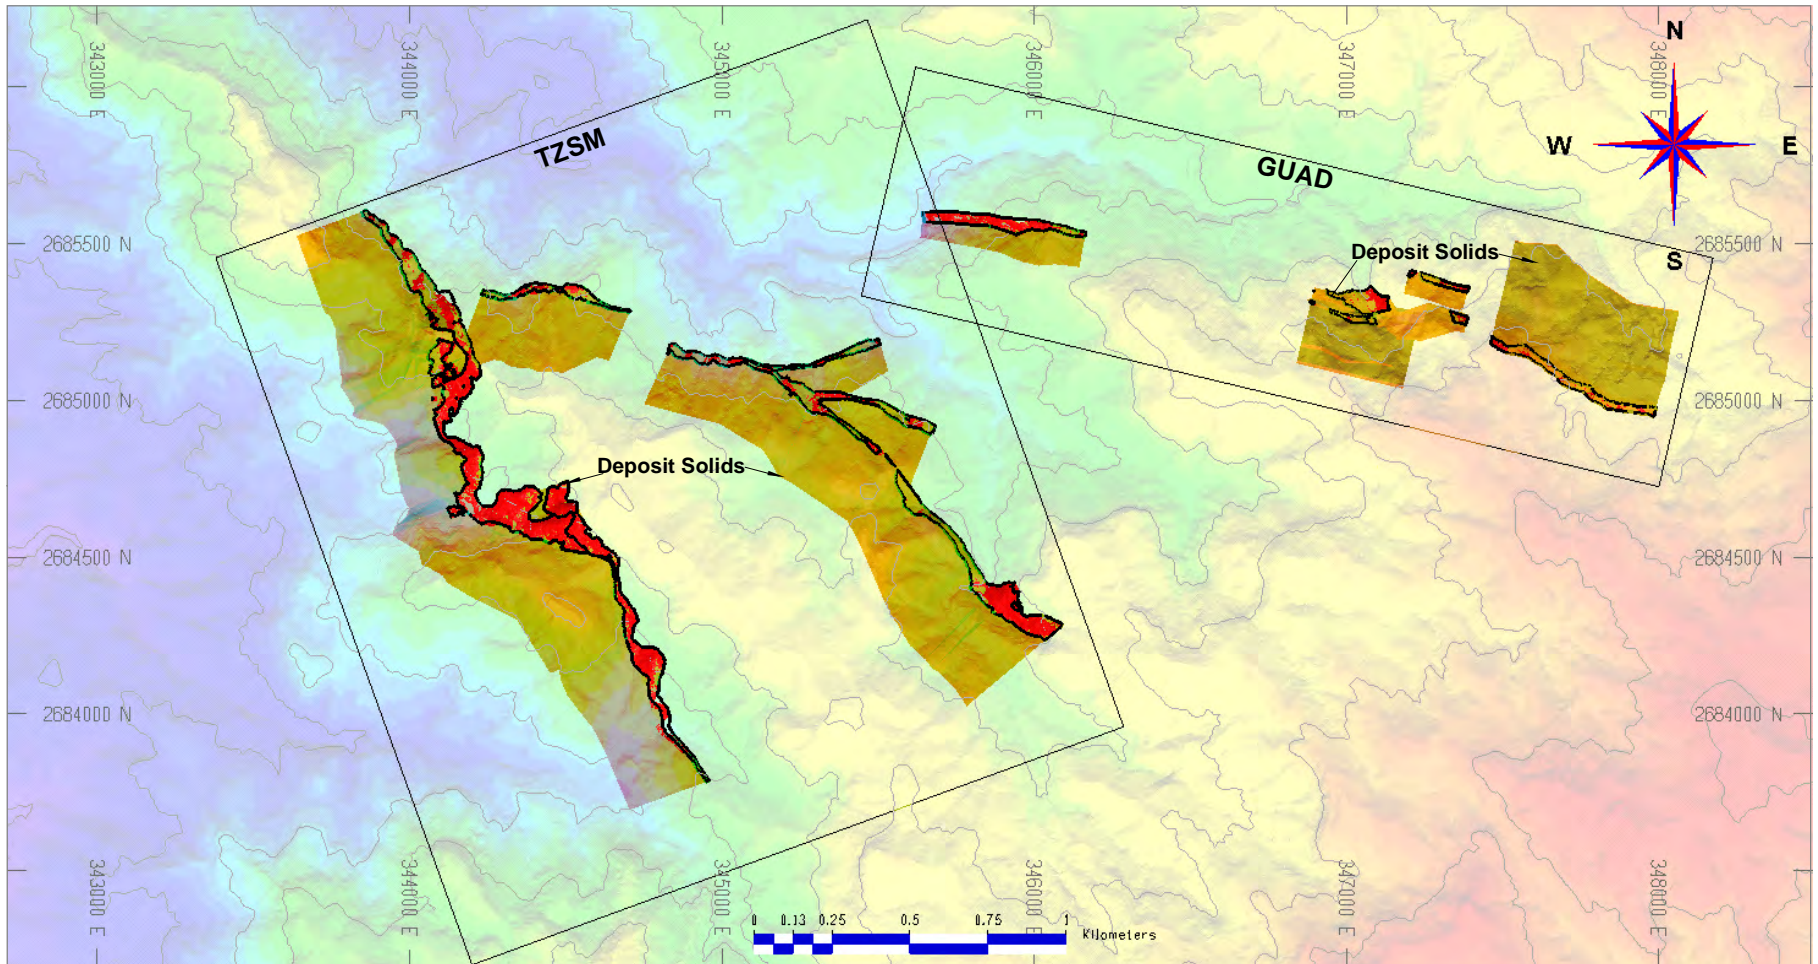 343000 E
344000 E
345000 E
346000 E
347000 E
348000 E
N
W
E
S
TZSM
GUAD
2685500 N
2685500 N
Deposit Solids
2685000 N
2685000 N
Deposit Solids
2684500 N
2684500 N
2684000 N
2684000 N
343000 E
344000 E
345000 E
346000 E
347000 E
348000 E
0 0.13 0.25 0.5 0.75 1
Kilometers